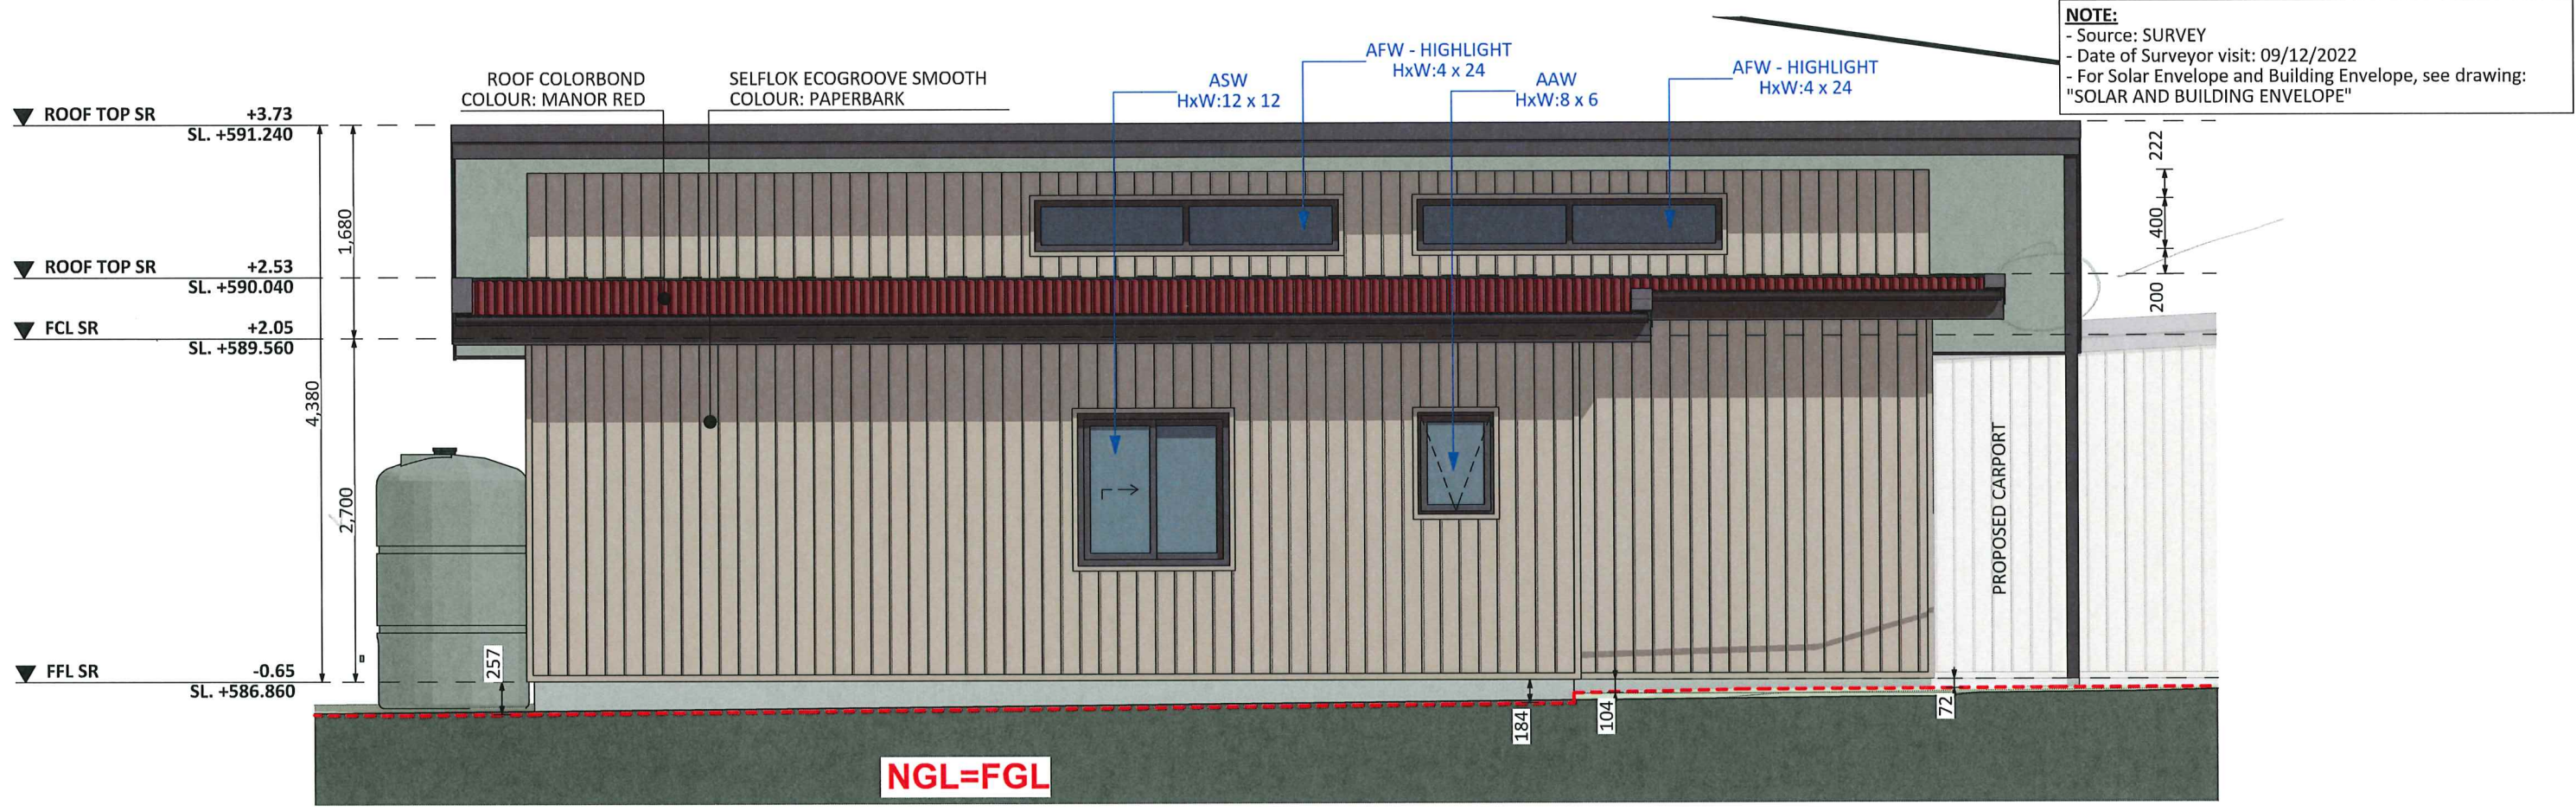 NOTE:
- Source: SURVEY
- Date of Surveyor visit: 09/12/2022
- For Solar Envelope and Building Envelope, see drawing:
"SOLAR AND BUILDING ENVELOPE"
AFW - HIGHLIGHT
HxW:4 x 24
AFW - HIGHLIGHT
HxW:4 x 24
ROOF COLORBOND
COLOUR: MANOR RED
SELFLOK ECOGROOVE SMOOTH
COLOUR: PAPERBARK
ASW
HxW:12 x 12
AAW
HxW:8 x 6
ROOF TOP SR +3.73
SL. +591.240
222
1,680
400
ROOF TOP SR +2.53
SL. +590.040
200
FCL SR +2.05
SL. +589.560
4,380
2,700
PROPOSED CARPORT
FFL SR -0.65
SL. +586.860
257
184
104
72
NGL=FGL